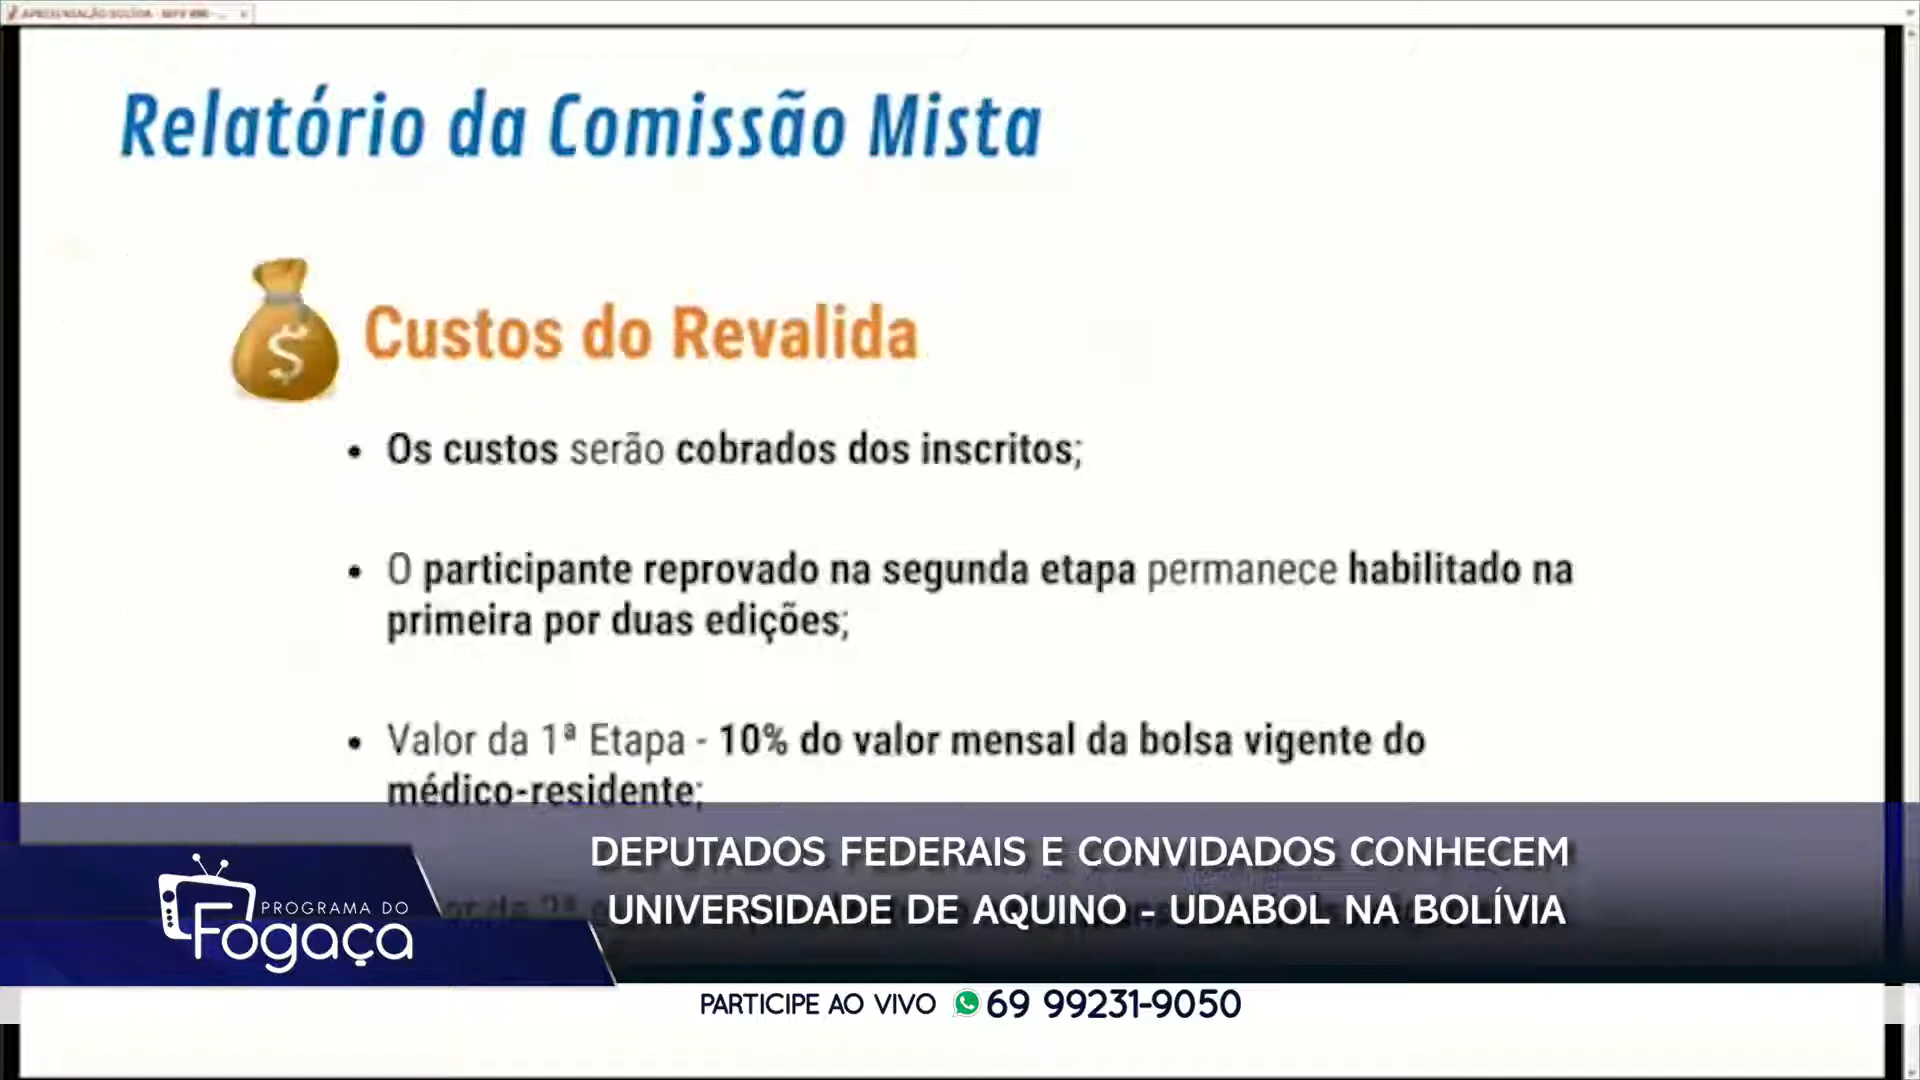 Relatório da Comissão Mista
$
Custos do Revalida
• Os custos serão cobrados dos inscritos;
• O participante reprovado na segunda etapa permanece habilitado na
primeira por duas edições;
• Valor da 1ª Etapa - 10% do valor mensal da bolsa vigente do
médico-residente;
DEPUTADOS FEDERAIS E CONVIDADOS CONHECEM
UNIVERSIDADE DE AQUINO - UDABOL NA BOLÍVIA
PROGRAMA DO
Fogaça
PARTICIPE AO VIVO 69 99231-9050